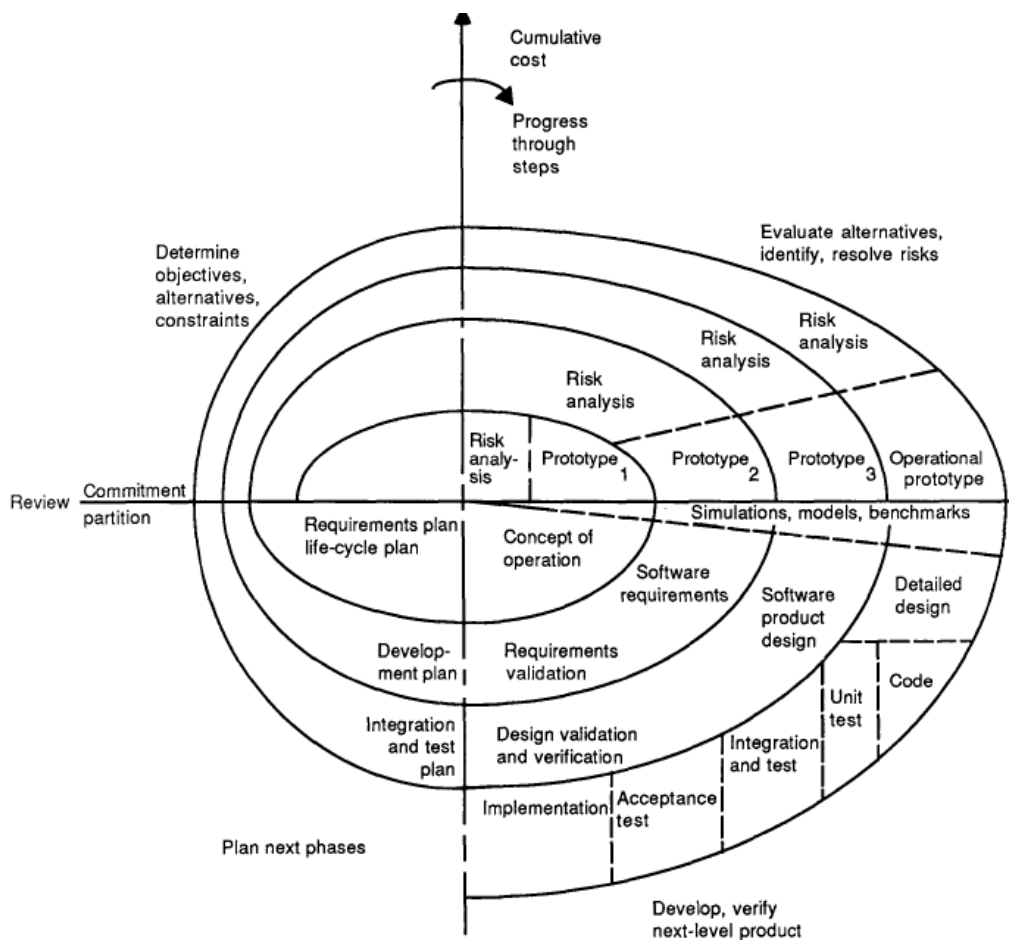 Cumulative
cost
Progress
through
steps
Evaluate alternatives,
identify, resolve risks
Determine
objectives,
alternatives,
constraints
Risk
analysis
Risk
analysis
Risk
analysis
Risk
analy-
sis
Prototype 1
Prototype 2
Prototype 3
Operational
prototype
Review
Commitment
partition
Simulations, models, benchmarks
Requirements plan
life-cycle plan
Concept of
operation
Software
requirements
Software
product
design
Detailed
design
Develop-
ment plan
Requirements
validation
Code
Unit
test
Integration
and test
plan
Design validation
and verification
Integration
and test
Acceptance
test
Implementation
Plan next phases
Develop, verify
next-level product